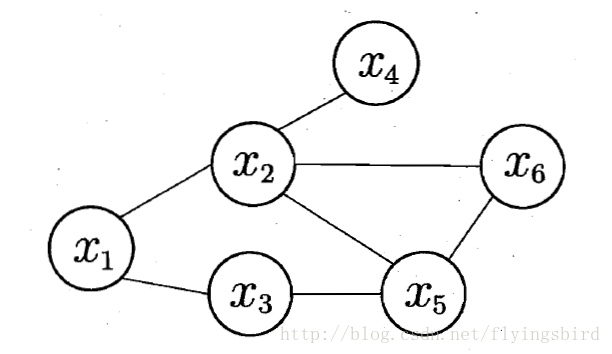 x₄
x₂
x₆
x₁
x₃
x₅
http://blog.csdn.net/flyingsbird